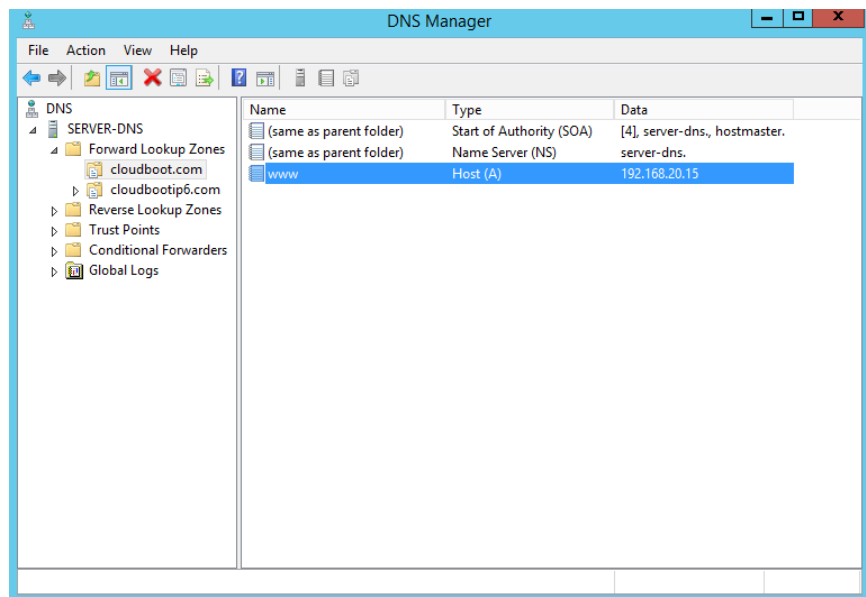 DNS Manager
File Action View Help
DNS
SERVER-DNS
Forward Lookup Zones
cloudboot.com
cloudbootip6.com
Reverse Lookup Zones
Trust Points
Conditional Forwarders
Global Logs
Name Type Data
(same as parent folder) Start of Authority (SOA) [4], server-dns., hostmaster.
(same as parent folder) Name Server (NS) server-dns.
www Host (A) 192.168.20.15